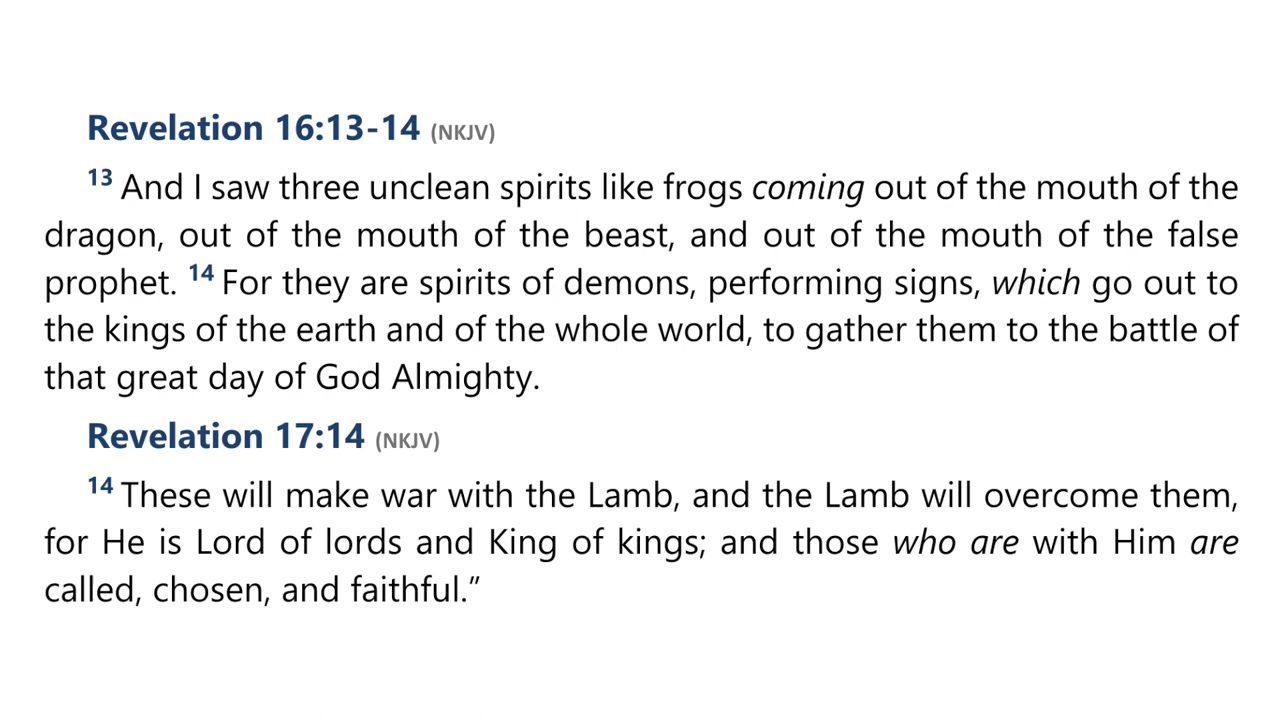 Revelation 16:13-14 (NKJV)
13 And I saw three unclean spirits like frogs coming out of the mouth of the
dragon, out of the mouth of the beast, and out of the mouth of the false
prophet. 14 For they are spirits of demons, performing signs, which go out to
the kings of the earth and of the whole world, to gather them to the battle of
that great day of God Almighty.
Revelation 17:14 (NKJV)
14 These will make war with the Lamb, and the Lamb will overcome them,
for He is Lord of lords and King of kings; and those who are with Him are
called, chosen, and faithful.”